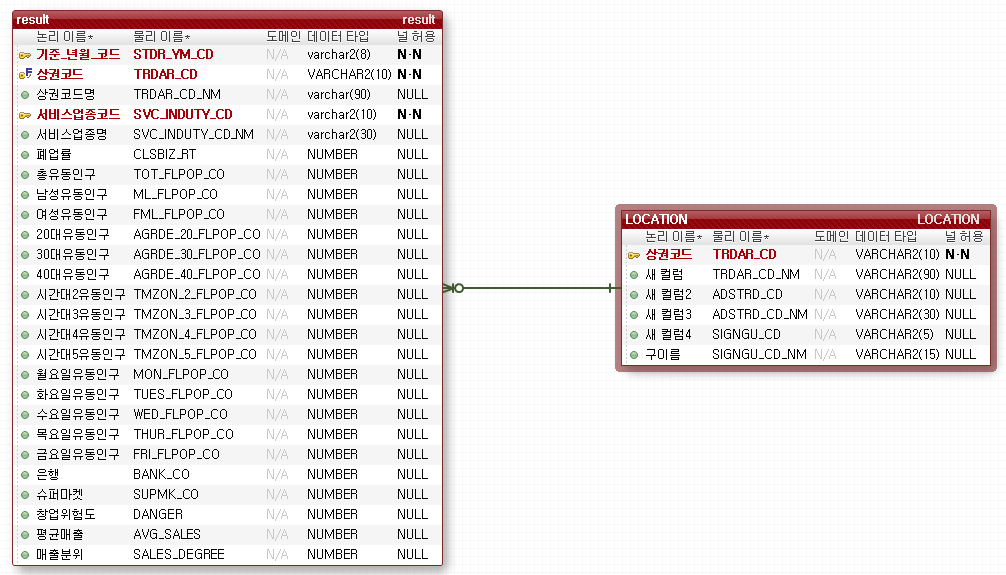 result result
논리 이름* 물리 이름* 도메인 데이터 타입 널 허용
기준_년월_코드 STDR_YM_CD N/A varchar2(8) N·N
F 상권코드 TRDAR_CD N/A VARCHAR2(10) N·N
상권코드명 TRDAR_CD_NM N/A varchar(90) NULL
서비스업종코드 SVC_INDUTY_CD N/A varchar2(10) N·N
서비스업종명 SVC_INDUTY_CD_NM N/A varchar2(30) NULL
폐업률 CLSBIZ_RT N/A NUMBER NULL
총유동인구 TOT_FLPOP_CO N/A NUMBER NULL
남성유동인구 ML_FLPOP_CO N/A NUMBER NULL
여성유동인구 FML_FLPOP_CO N/A NUMBER NULL
20대유동인구 AGRDE_20_FLPOP_CO N/A NUMBER NULL
30대유동인구 AGRDE_30_FLPOP_CO N/A NUMBER NULL
40대유동인구 AGRDE_40_FLPOP_CO N/A NUMBER NULL
시간대2유동인구 TMZON_2_FLPOP_CO N/A NUMBER NULL
시간대3유동인구 TMZON_3_FLPOP_CO N/A NUMBER NULL
시간대4유동인구 TMZON_4_FLPOP_CO N/A NUMBER NULL
시간대5유동인구 TMZON_5_FLPOP_CO N/A NUMBER NULL
월요일유동인구 MON_FLPOP_CO N/A NUMBER NULL
화요일유동인구 TUES_FLPOP_CO N/A NUMBER NULL
수요일유동인구 WED_FLPOP_CO N/A NUMBER NULL
목요일유동인구 THUR_FLPOP_CO N/A NUMBER NULL
금요일유동인구 FRI_FLPOP_CO N/A NUMBER NULL
은행 BANK_CO N/A NUMBER NULL
슈퍼마켓 SUPMK_CO N/A NUMBER NULL
창업위험도 DANGER N/A NUMBER NULL
평균매출 AVG_SALES N/A NUMBER NULL
매출분위 SALES_DEGREE N/A NUMBER NULL
LOCATION LOCATION
논리 이름* 물리 이름* 도메인 데이터 타입 널 허용
상권코드 TRDAR_CD N/A VARCHAR2(10) N·N
새 컬럼 TRDAR_CD_NM N/A VARCHAR2(90) NULL
새 컬럼2 ADSTRD_CD N/A VARCHAR2(10) NULL
새 컬럼3 ADSTRD_CD_NM N/A VARCHAR2(30) NULL
새 컬럼4 SIGNGU_CD N/A VARCHAR2(5) NULL
구이름 SIGNGU_CD_NM N/A VARCHAR2(15) NULL